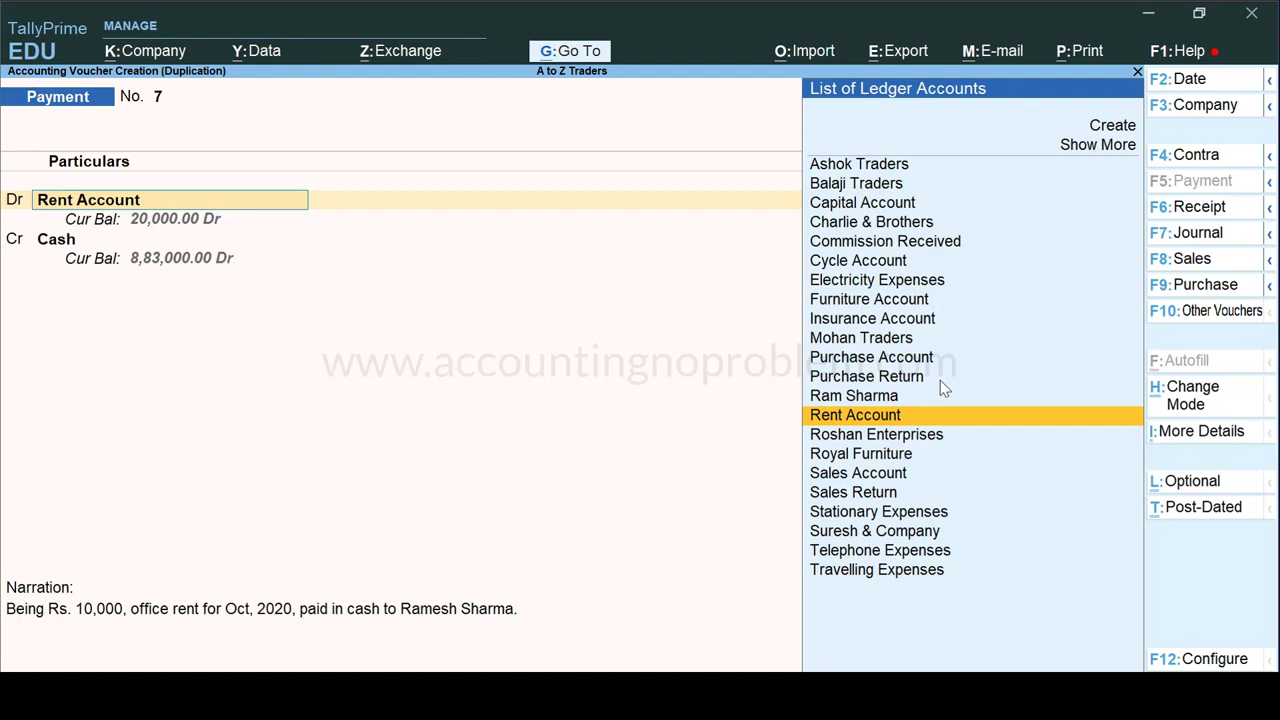 TallyPrime
MANAGE
EDU
K:Company
Y:Data
Z:Exchange
G:Go To
O:Import
E:Export
M:E-mail
P:Print
F1:Help
Accounting Voucher Creation (Duplication)
A to Z Traders
Payment No. 7
Particulars
Dr Rent Account
Cur Bal: 20,000.00 Dr
Cr Cash
Cur Bal: 8,83,000.00 Dr
Narration:
Being Rs. 10,000, office rent for Oct, 2020, paid in cash to Ramesh Sharma.
www.accountingnoproblem.com
List of Ledger Accounts
Create
Show More
Ashok Traders
Balaji Traders
Capital Account
Charlie & Brothers
Commission Received
Cycle Account
Electricity Expenses
Furniture Account
Insurance Account
Mohan Traders
Purchase Account
Purchase Return
Ram Sharma
Rent Account
Roshan Enterprises
Royal Furniture
Sales Account
Sales Return
Stationary Expenses
Suresh & Company
Telephone Expenses
Travelling Expenses
F2:Date
F3:Company
F4:Contra
F5:Payment
F6:Receipt
F7:Journal
F8:Sales
F9:Purchase
F10:Other Vouchers
F:Autofill
H:Change
Mode
I:More Details
L:Optional
T:Post-Dated
F12:Configure